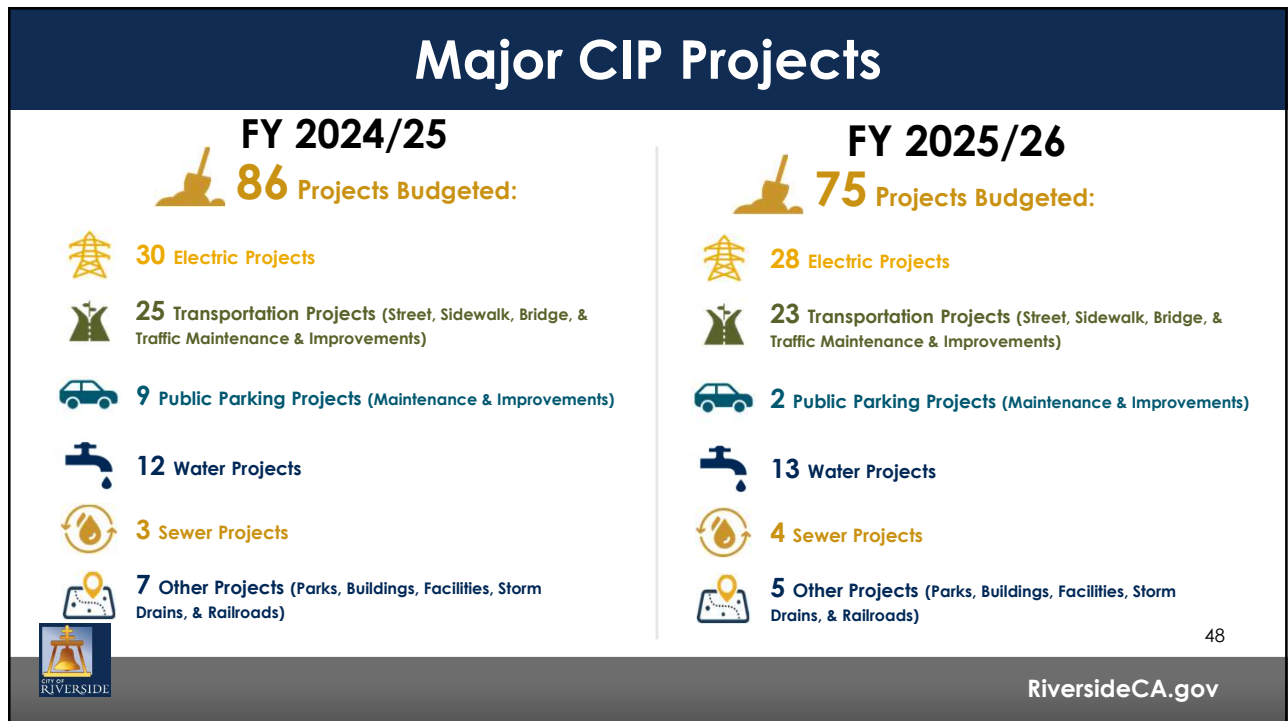 Major CIP Projects
FY 2024/25
86 Projects Budgeted:
30 Electric Projects
25 Transportation Projects (Street, Sidewalk, Bridge, &
Traffic Maintenance & Improvements)
9 Public Parking Projects (Maintenance & Improvements)
12 Water Projects
3 Sewer Projects
7 Other Projects (Parks, Buildings, Facilities, Storm
Drains, & Railroads)
FY 2025/26
75 Projects Budgeted:
28 Electric Projects
23 Transportation Projects (Street, Sidewalk, Bridge, &
Traffic Maintenance & Improvements)
2 Public Parking Projects (Maintenance & Improvements)
13 Water Projects
4 Sewer Projects
5 Other Projects (Parks, Buildings, Facilities, Storm
Drains, & Railroads)
48
CITY OF
RIVERSIDE
RiversideCA.gov